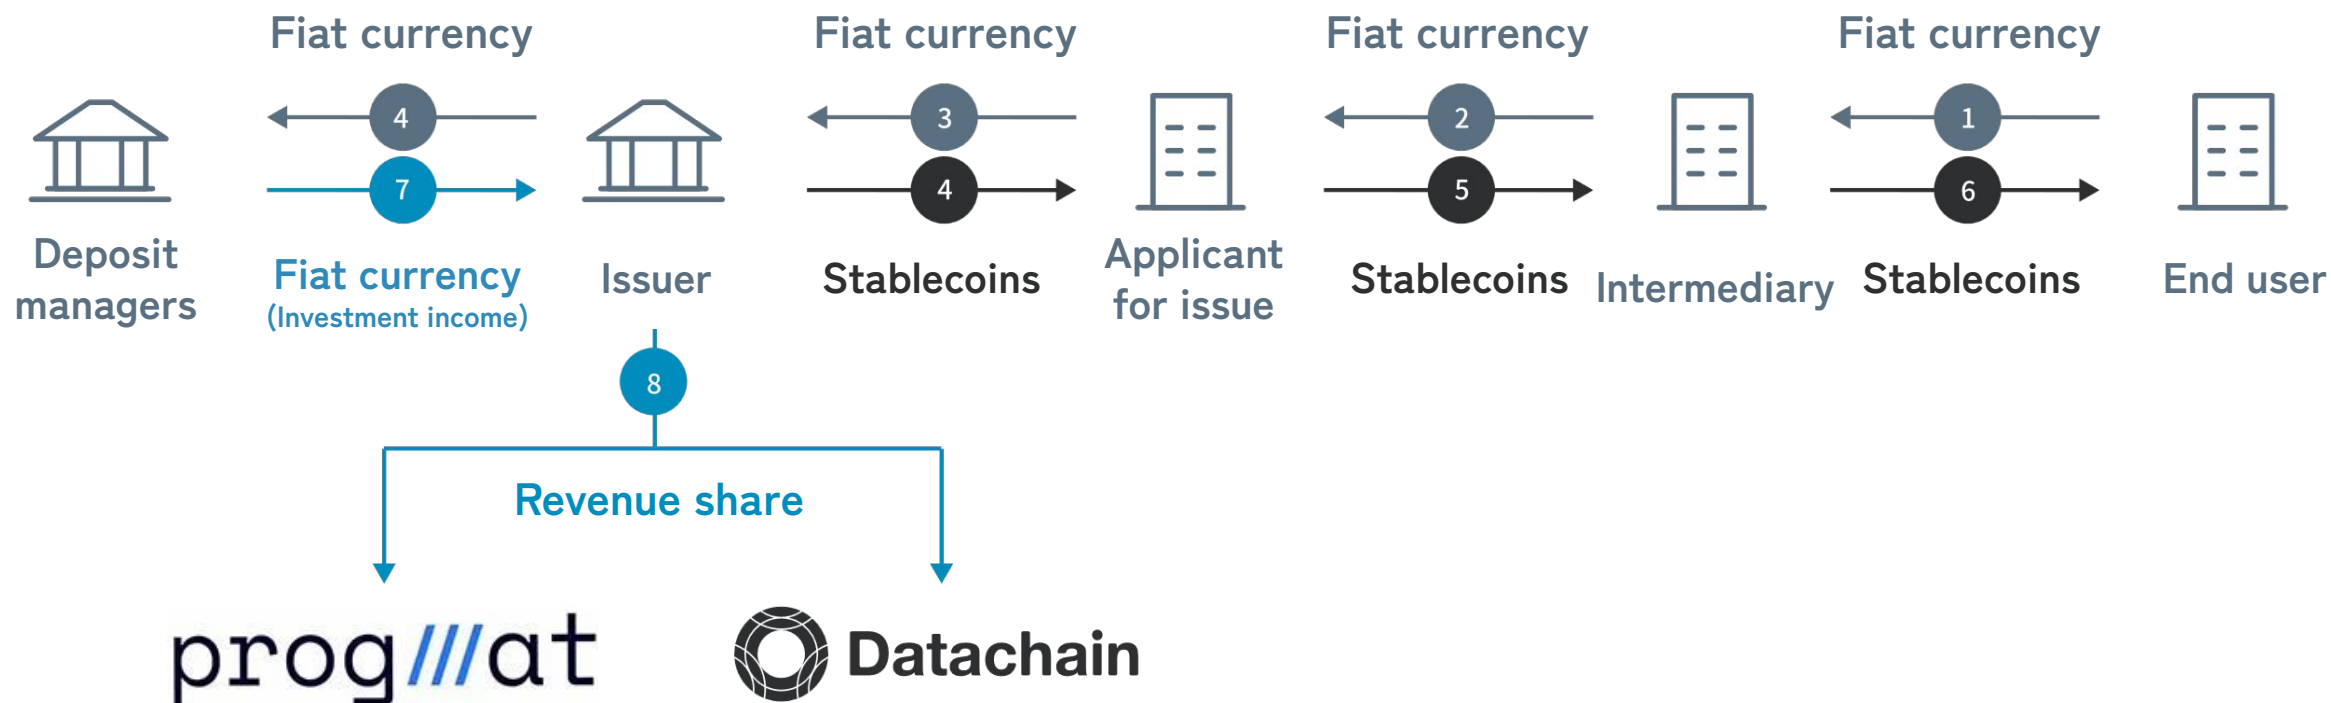 Fiat currency
Fiat currency
Fiat currency
Fiat currency
4
3
2
1
7
4
5
6
Deposit
managers
Fiat currency
(Investment income)
Issuer
Stablecoins
Applicant
for issue
Stablecoins
Intermediary
Stablecoins
End user
8
Revenue share
prog///at
Datachain